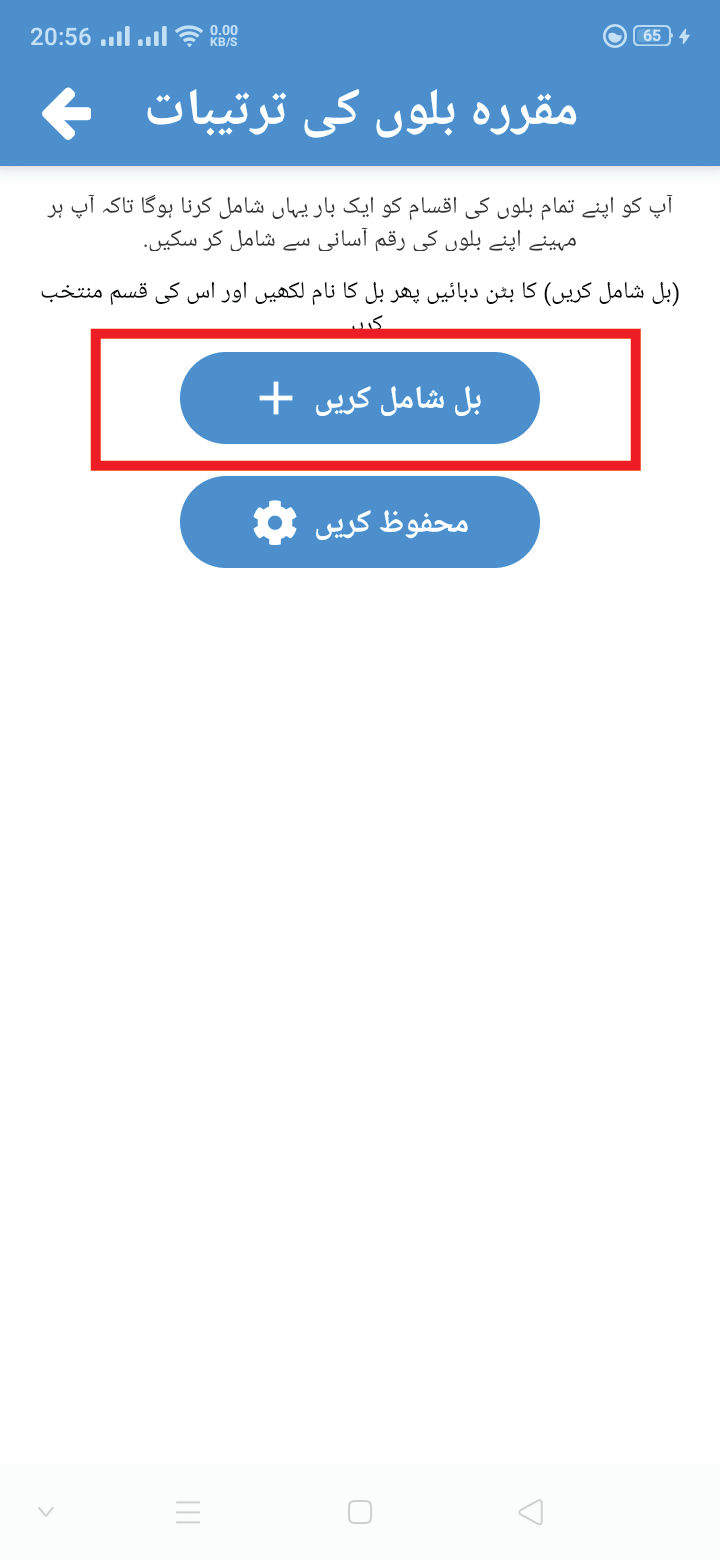 20:56 0.00 KB/S 65
مقررہ بلوں کی ترتیبات
آپ کو اپنے تمام بلوں کی اقسام کو ایک بار یہاں شامل کرنا ہوگا تاکہ آپ ہر
مہینے اپنے بلوں کی رقم آسانی سے شامل کر سکیں.
(بل شامل کریں) کا بٹن دبائیں پھر بل کا نام لکھیں اور اس کی قسم منتخب
کریں
بل شامل کریں
محفوظ کریں